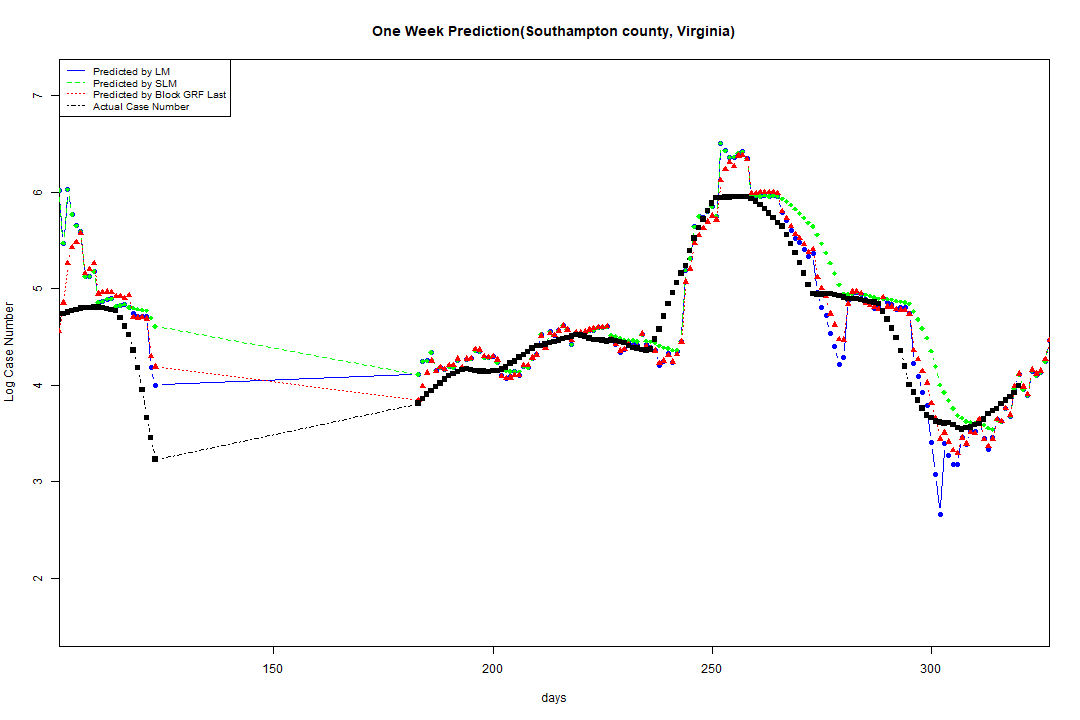 One Week Prediction(Southampton county, Virginia)
Predicted by LM
Predicted by SLM
Predicted by Block GRF Last
Actual Case Number
7
6
5
4
3
2
Log Case Number
150
200
250
300
days